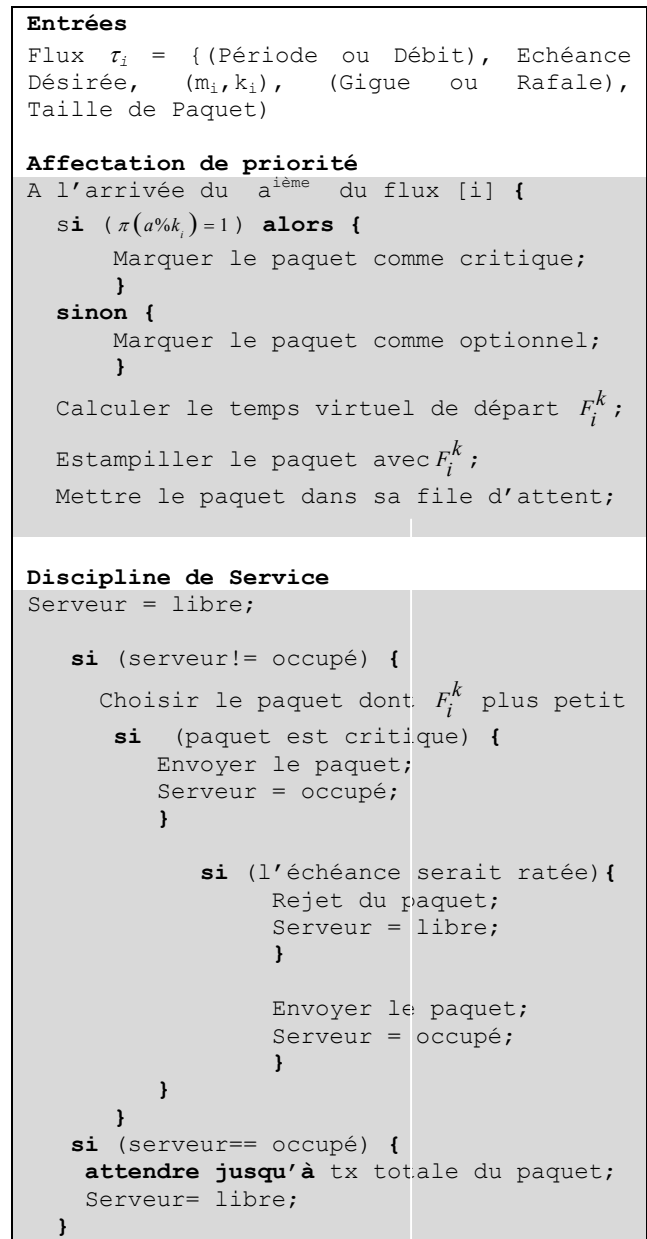 Entrées
Flux τi = {(Période ou Débit), Echéance
Désirée, (mi,ki), (Gigue ou Rafale),
Taille de Paquet)
Affectation de priorité
A l'arrivée du a^ième du flux [i] {
si (π(a%ki)=1) alors {
Marquer le paquet comme critique;
}
sinon {
Marquer le paquet comme optionnel;
}
Calculer le temps virtuel de départ F_i^k ;
Estampiller le paquet avec F_i^k ;
Mettre le paquet dans sa file d'attent;
Discipline de Service
Serveur = libre;
si (serveur!= occupé) {
Choisir le paquet dont F_i^k plus petit
si (paquet est critique) {
Envoyer le paquet;
Serveur = occupé;
}
si (l'échéance serait ratée){
Rejet du paquet;
Serveur = libre;
}
Envoyer le paquet;
Serveur = occupé;
}
}
}
si (serveur== occupé) {
attendre jusqu'à tx totale du paquet;
Serveur= libre;
}